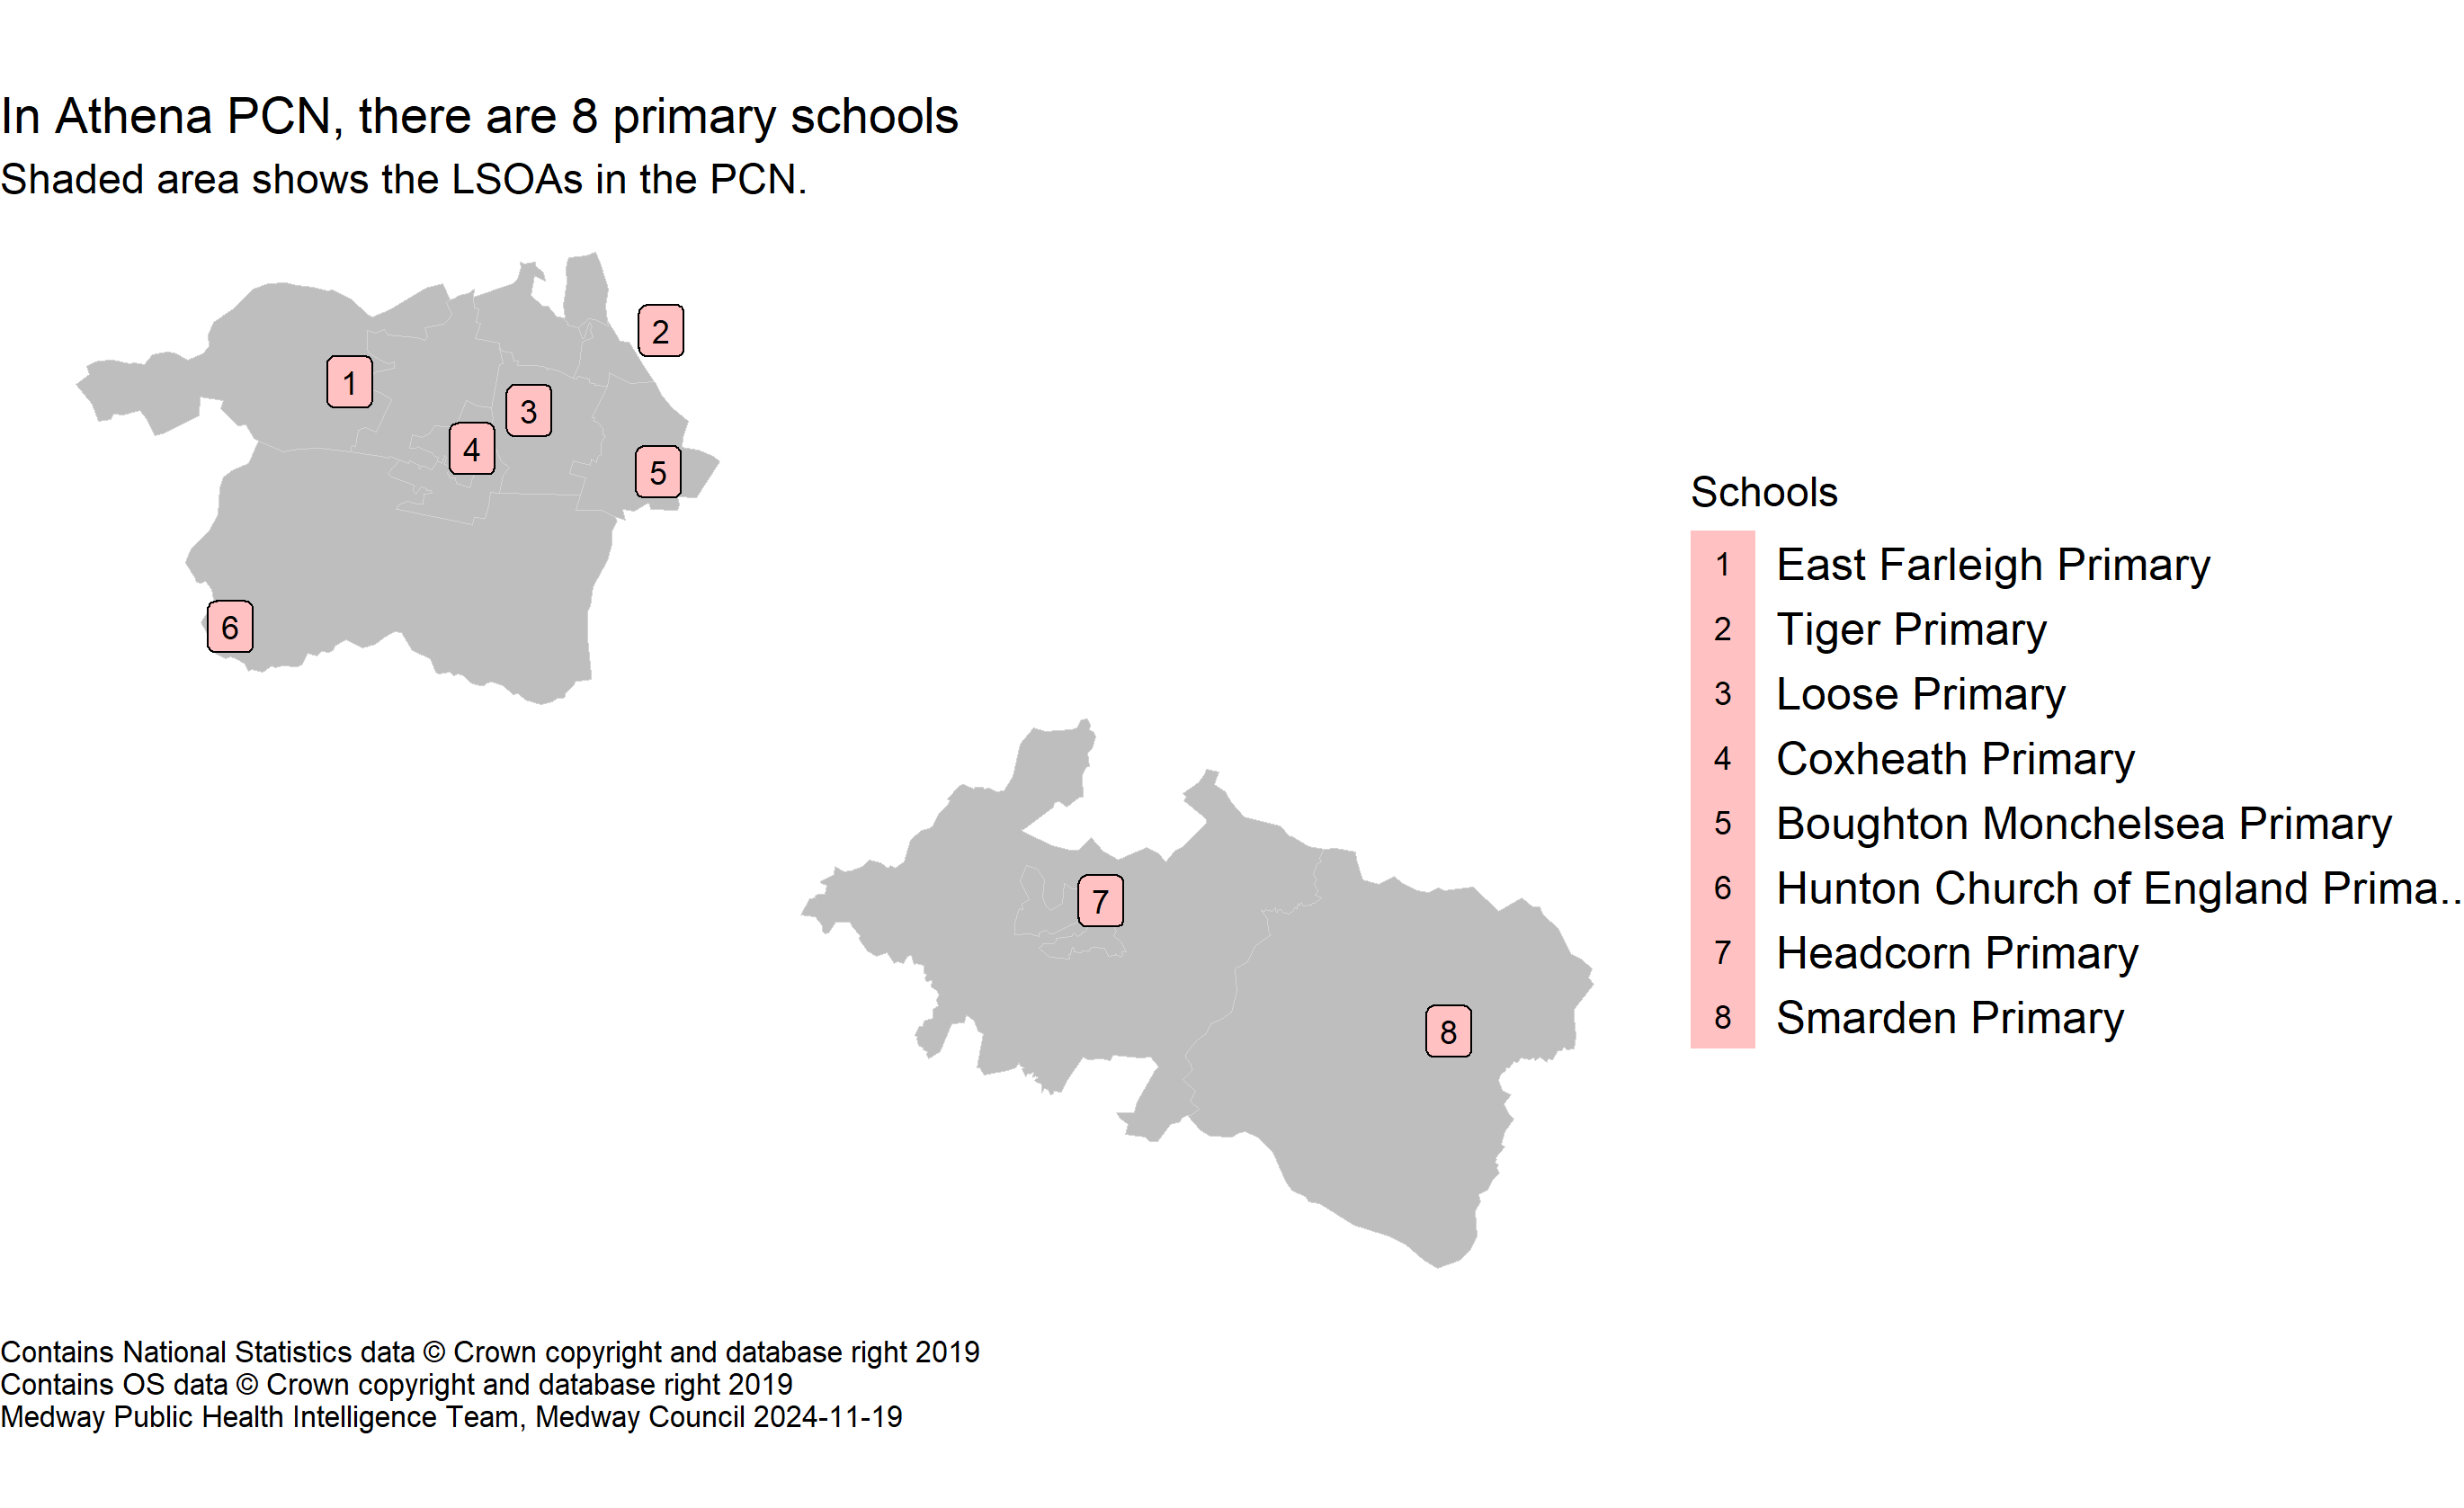 In Athena PCN, there are 8 primary schools
Shaded area shows the LSOAs in the PCN.
2
1
3
4
5
6
7
8
Schools
1 East Farleigh Primary
2 Tiger Primary
3 Loose Primary
4 Coxheath Primary
5 Boughton Monchelsea Primary
6 Hunton Church of England Prima..
7 Headcorn Primary
8 Smarden Primary
Contains National Statistics data © Crown copyright and database right 2019
Contains OS data © Crown copyright and database right 2019
Medway Public Health Intelligence Team, Medway Council 2024-11-19